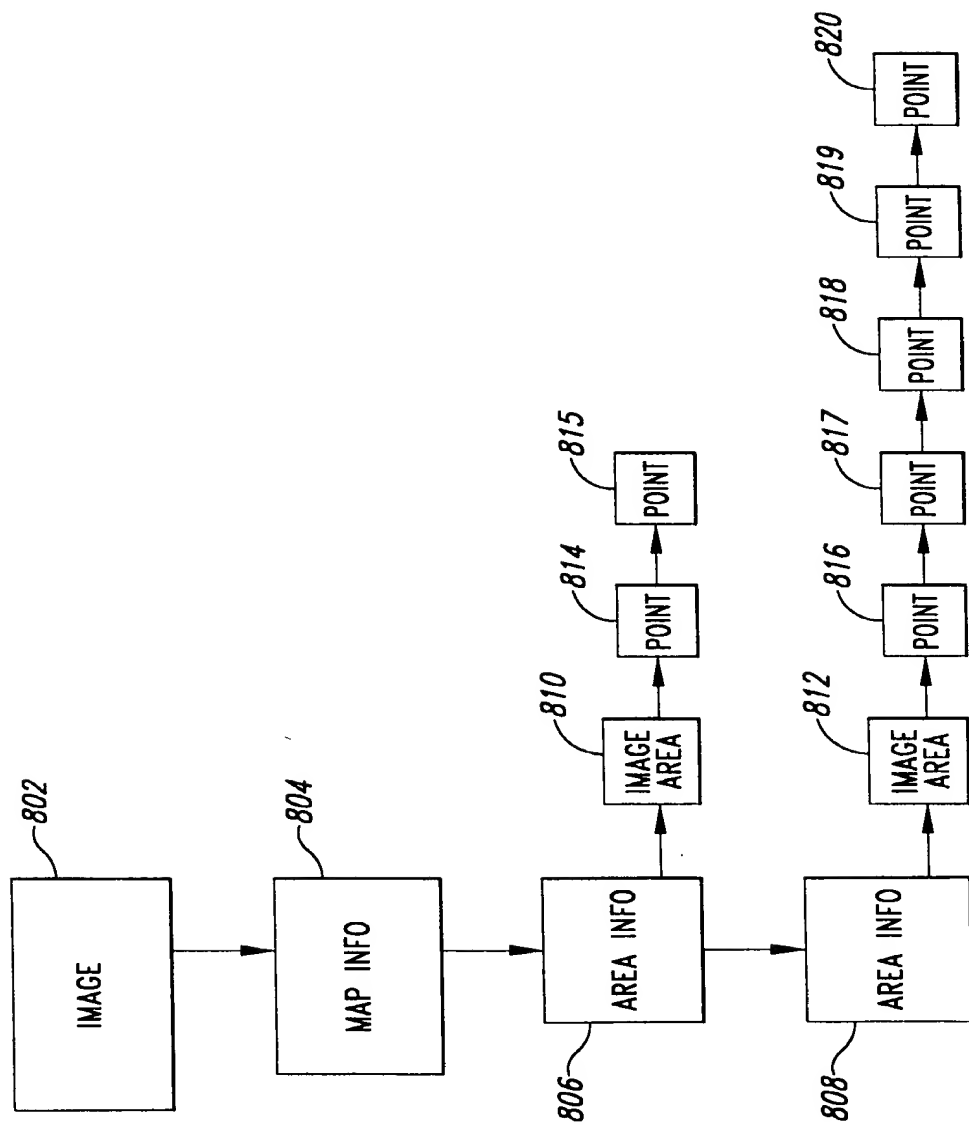 802
IMAGE
804
MAP INFO
806
AREA INFO
810
IMAGE
AREA
814
POINT
815
POINT
808
AREA INFO
812
IMAGE
AREA
816
POINT
817
POINT
818
POINT
819
POINT
820
POINT